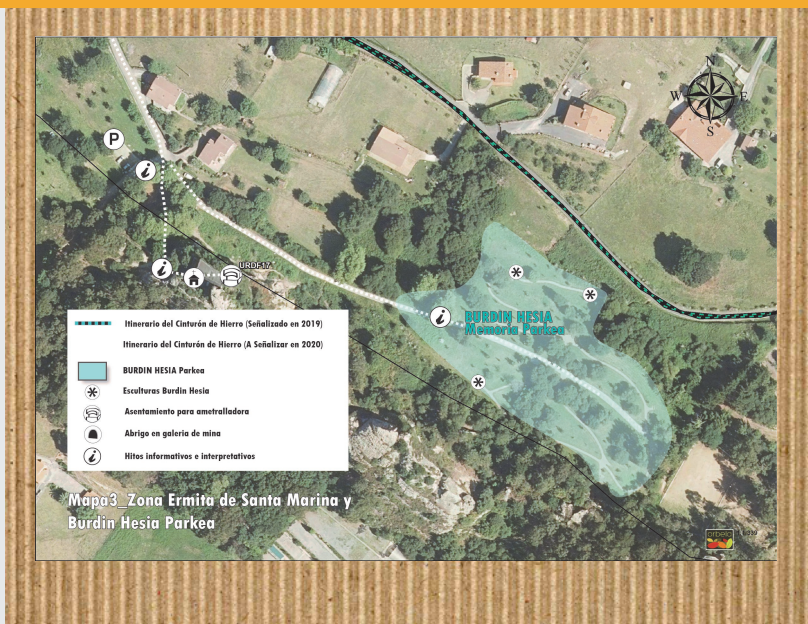 N
W
E
S
P
i
i
URDF17
i
BURDIN HESIA
Memoria Parkea
Itinerario del Cinturón de Hierro (Señalizado en 2019)
Itinerario del Cinturón de Hierro (A Señalizar en 2020)
BURDIN HESIA Parkea
Esculturas Burdin Hesia
Asentamiento para ametralladora
Abrigo en galeria de mina
i
Hitos informativos e interpretativos
Mapa3_Zona Ermita de Santa Marina y
Burdin Hesia Parkea
orbela